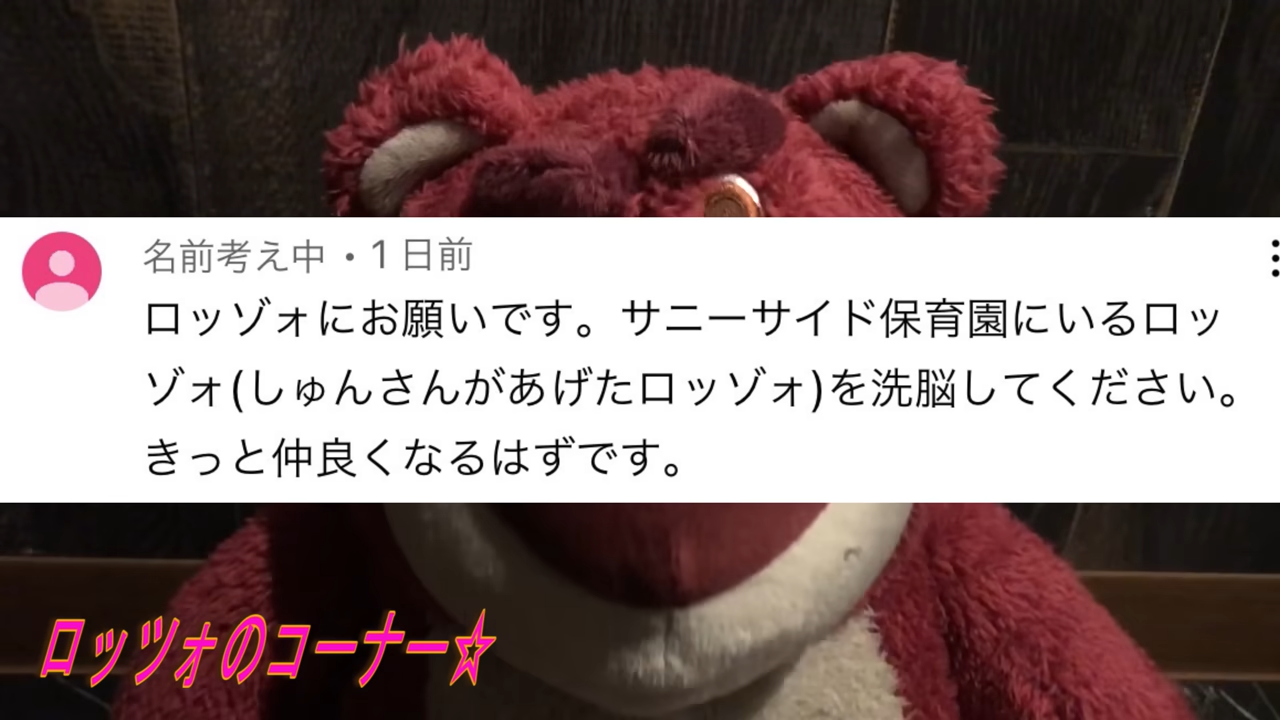 名前考え中・1日前
ロッゾォにお願いです。サニーサイド保育園にいるロッ
ゾォ(しゅんさんがあげたロッゾォ)を洗脳してください。
きっと仲良くなるはずです。
ロッツォのコーナー☆